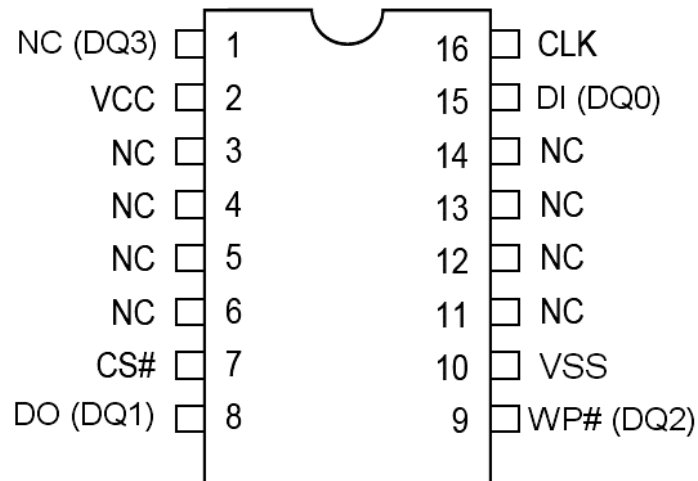 NC (DQ3) 1 16 CLK
VCC 2 15 DI (DQ0)
NC 3 14 NC
NC 4 13 NC
NC 5 12 NC
NC 6 11 NC
CS# 7 10 VSS
DO (DQ1) 8 9 WP# (DQ2)